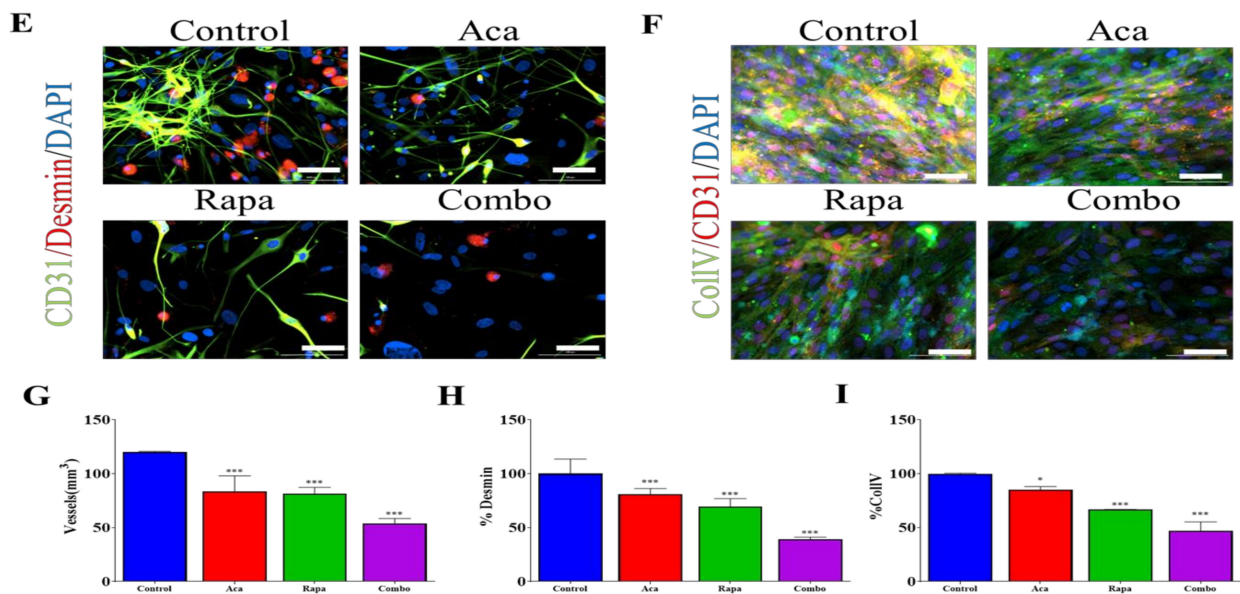 E
Control
Aca
CD31/Desmin/DAPI
Rapa
Combo
F
Control
Aca
CollV/CD31/DAPI
Rapa
Combo
G
Vessels(mm³)
150
100
50
0
Control
Aca
Rapa
Combo
***
***
***
H
% Desmin
150
100
50
0
Control
Aca
Rapa
Combo
***
***
***
I
%CollV
150
100
50
0
Control
Aca
Rapa
Combo
*
***
***